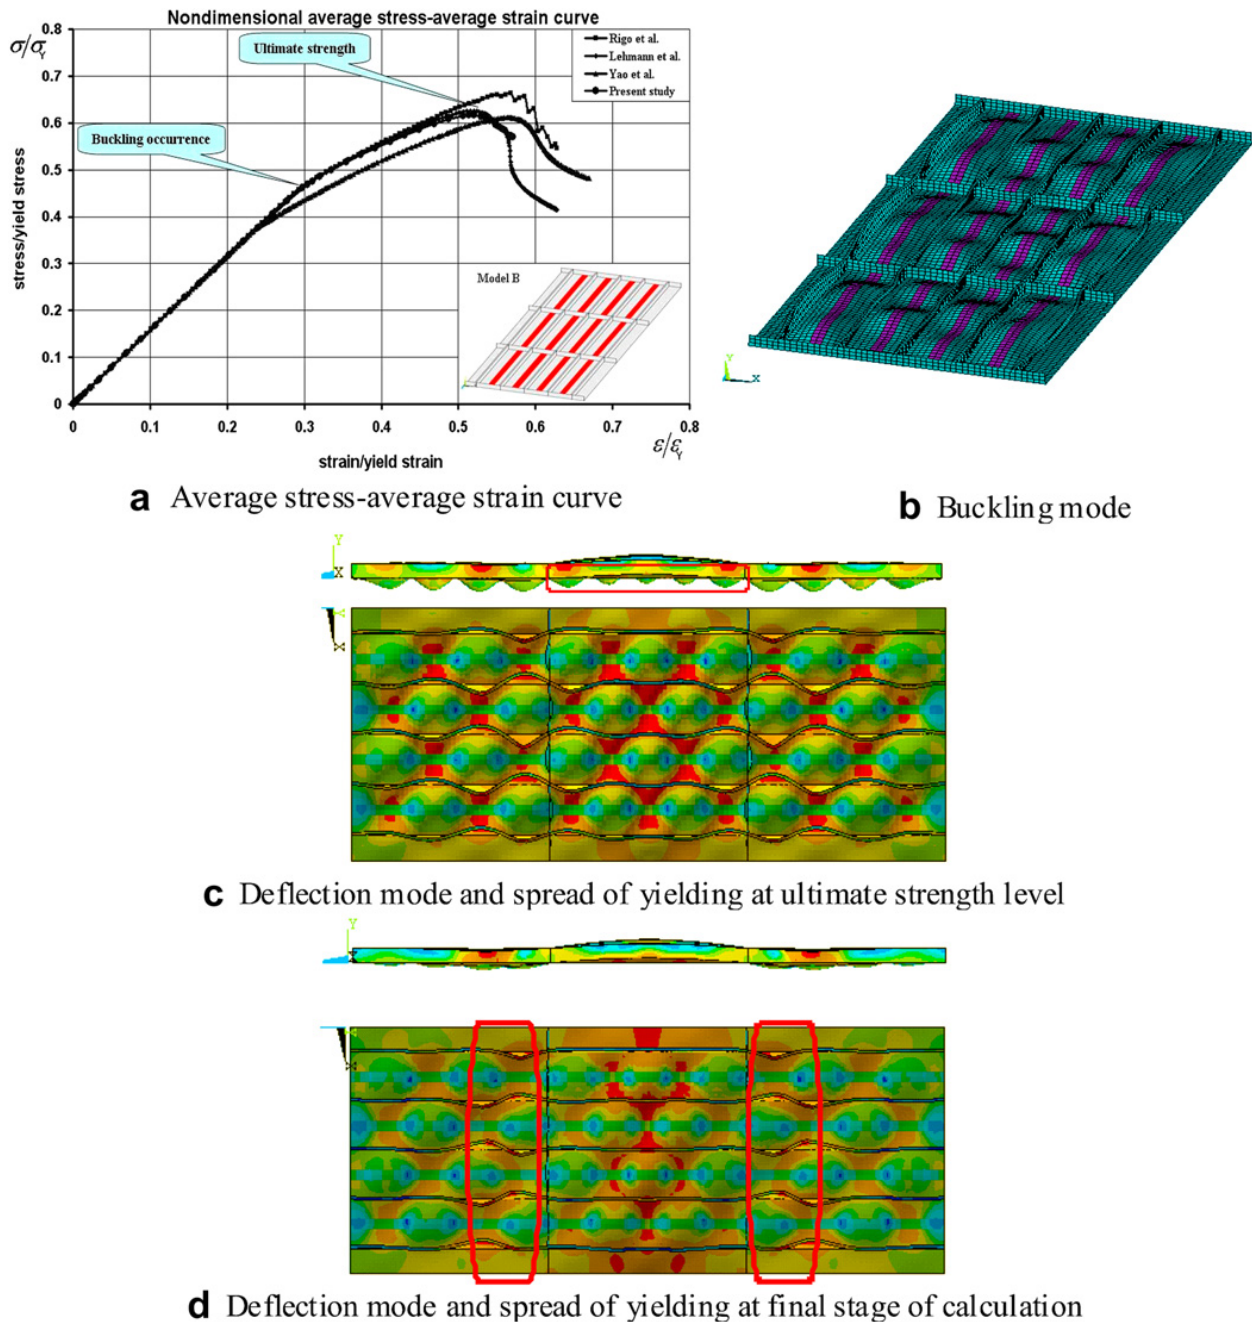 Nondimensional average stress-average strain curve
σ/σY
0.8
0.7
0.6
0.5
0.4
0.3
0.2
0.1
0
stress/yield stress
Ultimate strength
Buckling occurrence
Rigo et al.
Lehmann et al.
Yao et al.
Present study
Model B
0 0.1 0.2 0.3 0.4 0.5 0.6 0.7 0.8
strain/yield strain
ε/εY
a Average stress-average strain curve
Y
X
b Buckling mode
Y
X
c Deflection mode and spread of yielding at ultimate strength level
Y
d Deflection mode and spread of yielding at final stage of calculation